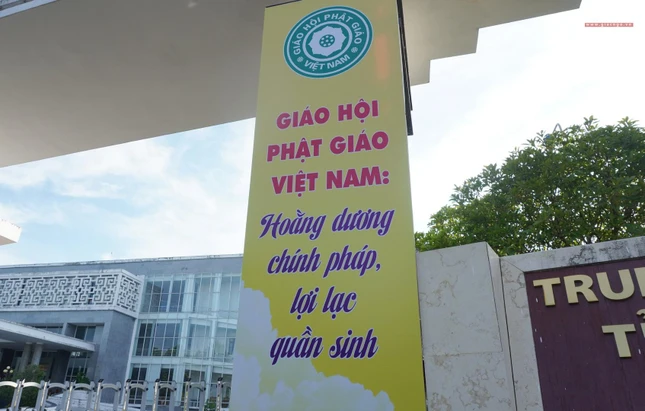 GIÁO HỘI PHẬT GIÁO
VIỆT NAM
GIÁO HỘI
PHẬT GIÁO
VIỆT NAM:
Hoằng dương
chính pháp,
lợi lạc
quần sinh